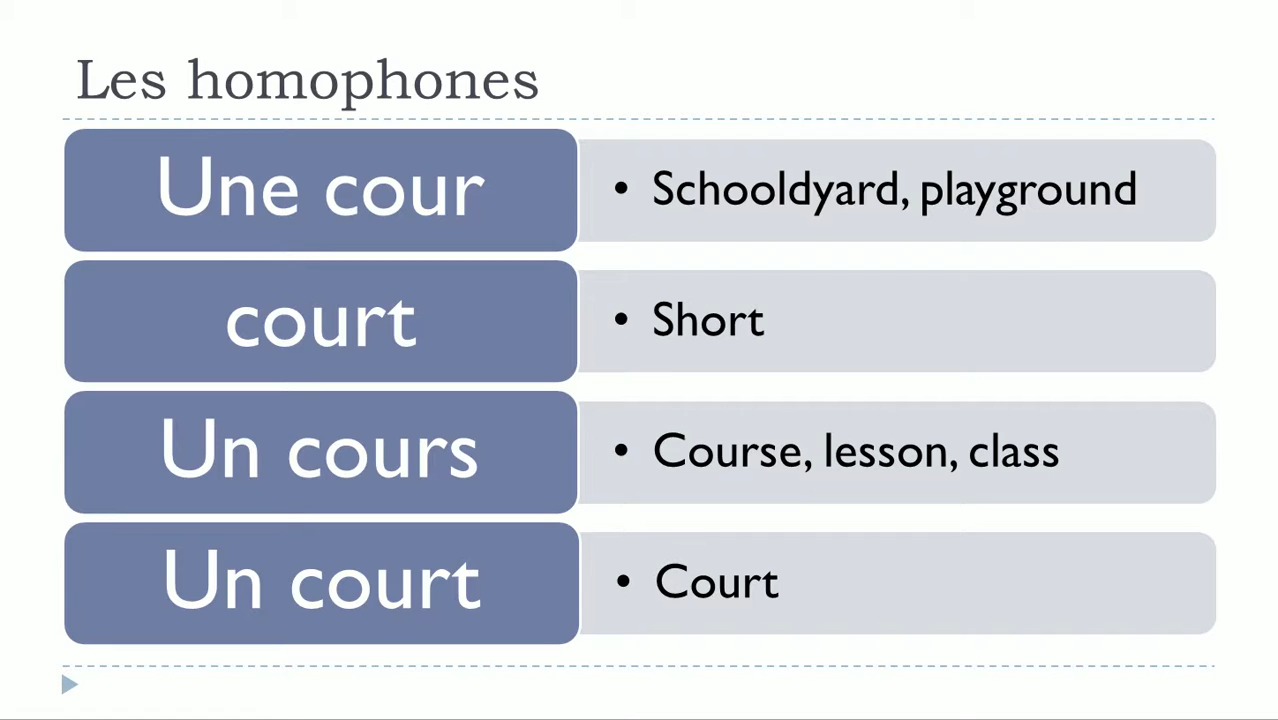 Les homophones
Une cour
• Schooldyard, playground
court
• Short
Un cours
• Course, lesson, class
Un court
• Court